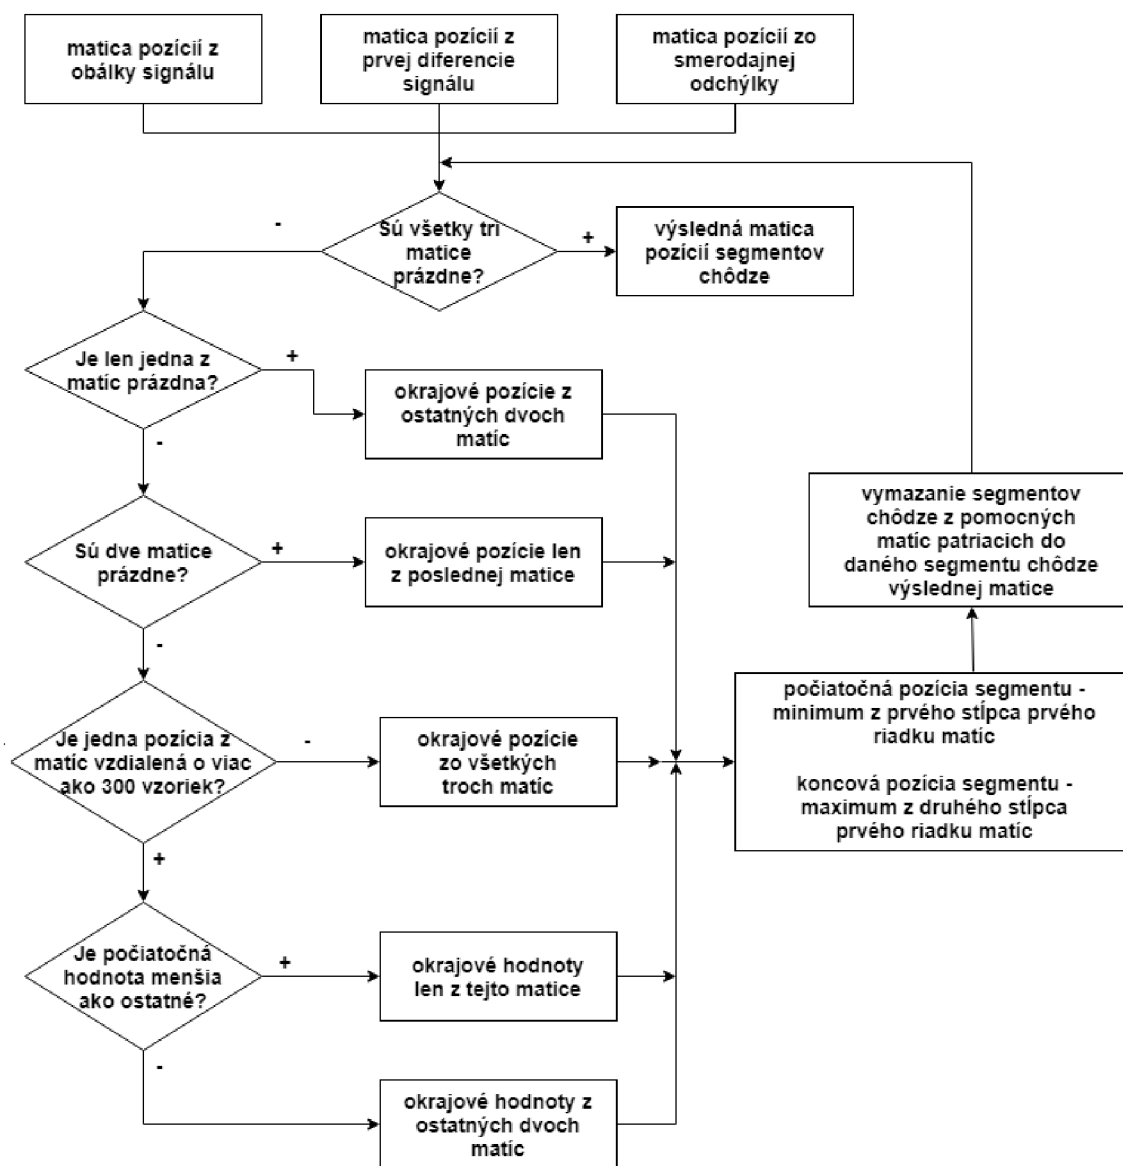 matica pozícií z
obálky signálu
matica pozícií z
prvej diferencie
signálu
matica pozícií zo
smerodajnej
odchýlky
Sú všetky tri
matice
prázdne?
-
+
výsledná matica
pozícií segmentov
chôdze
Je len jedna z
matíc prázdna?
+
-
okrajové pozície z
ostatných dvoch
matíc
Sú dve matice
prázdne?
+
-
okrajové pozície len
z poslednej matice
vymazanie segmentov
chôdze z pomocných
matíc patriacich do
daného segmentu chôdze
výslednej matice
Je jedna pozícia z
matíc vzdialená o viac
ako 300 vzoriek?
-
+
okrajové pozície
zo všetkých
troch matíc
počiatočná pozícia segmentu -
minimum z prvého stĺpca prvého
riadku matíc
koncová pozícia segmentu -
maximum z druhého stĺpca
prvého riadku matíc
Je počiatočná
hodnota menšia
ako ostatné?
+
-
okrajové hodnoty
len z tejto matice
okrajové hodnoty z
ostatných dvoch
matíc